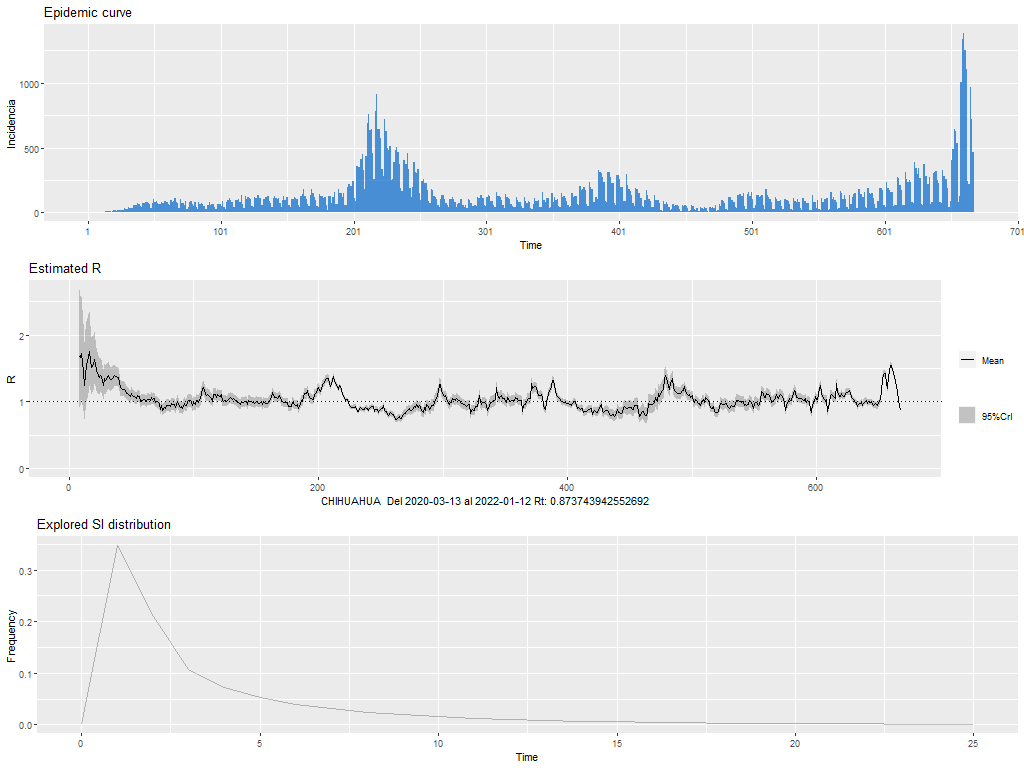 Epidemic curve
Incidencia
1000
500
0
1 101 201 301 401 501 601 701
Time
Estimated R
R
2
1
0
Mean
95%CrI
0 200 400 600
CHIHUAHUA Del 2020-03-13 al 2022-01-12 Rt: 0.873743942552692
Explored SI distribution
Frequency
0.3
0.2
0.1
0.0
0 5 10 15 20 25
Time